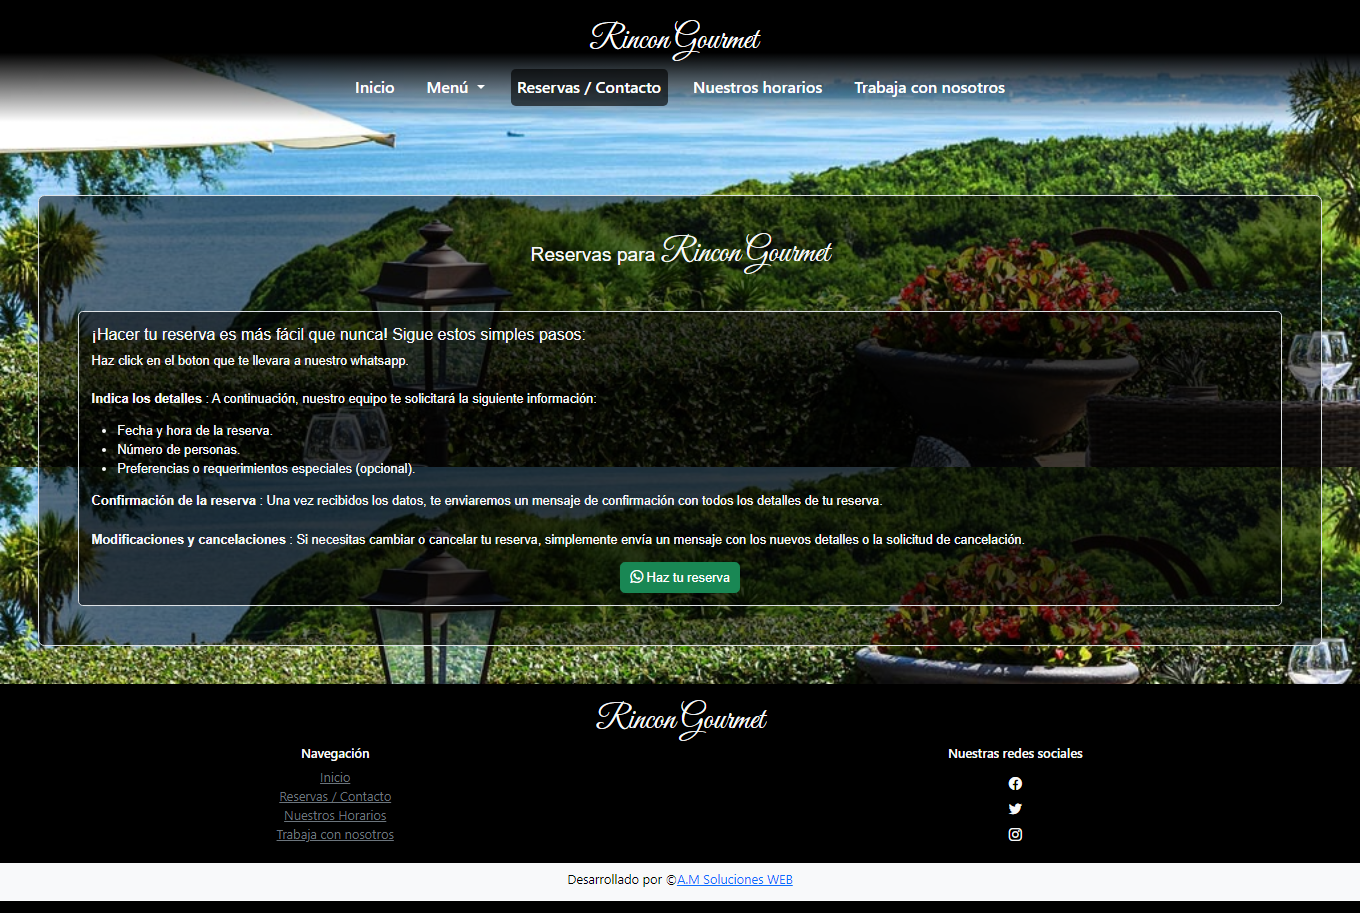 Rincon Gourmet
Inicio Menú Reservas / Contacto Nuestros horarios Trabaja con nosotros
Reservas para Rincon Gourmet
¡Hacer tu reserva es más fácil que nunca! Sigue estos simples pasos:
Haz click en el boton que te llevara a nuestro whatsapp.
Indica los detalles : A continuación, nuestro equipo te solicitará la siguiente información:
• Fecha y hora de la reserva.
• Número de personas.
• Preferencias o requerimientos especiales (opcional).
Confirmación de la reserva : Una vez recibidos los datos, te enviaremos un mensaje de confirmación con todos los detalles de tu reserva.
Modificaciones y cancelaciones : Si necesitas cambiar o cancelar tu reserva, simplemente envía un mensaje con los nuevos detalles o la solicitud de cancelación.
Haz tu reserva
Rincon Gourmet
Navegación
Inicio
Reservas / Contacto
Nuestros Horarios
Trabaja con nosotros
Nuestras redes sociales
Desarrollado por ©A.M Soluciones WEB